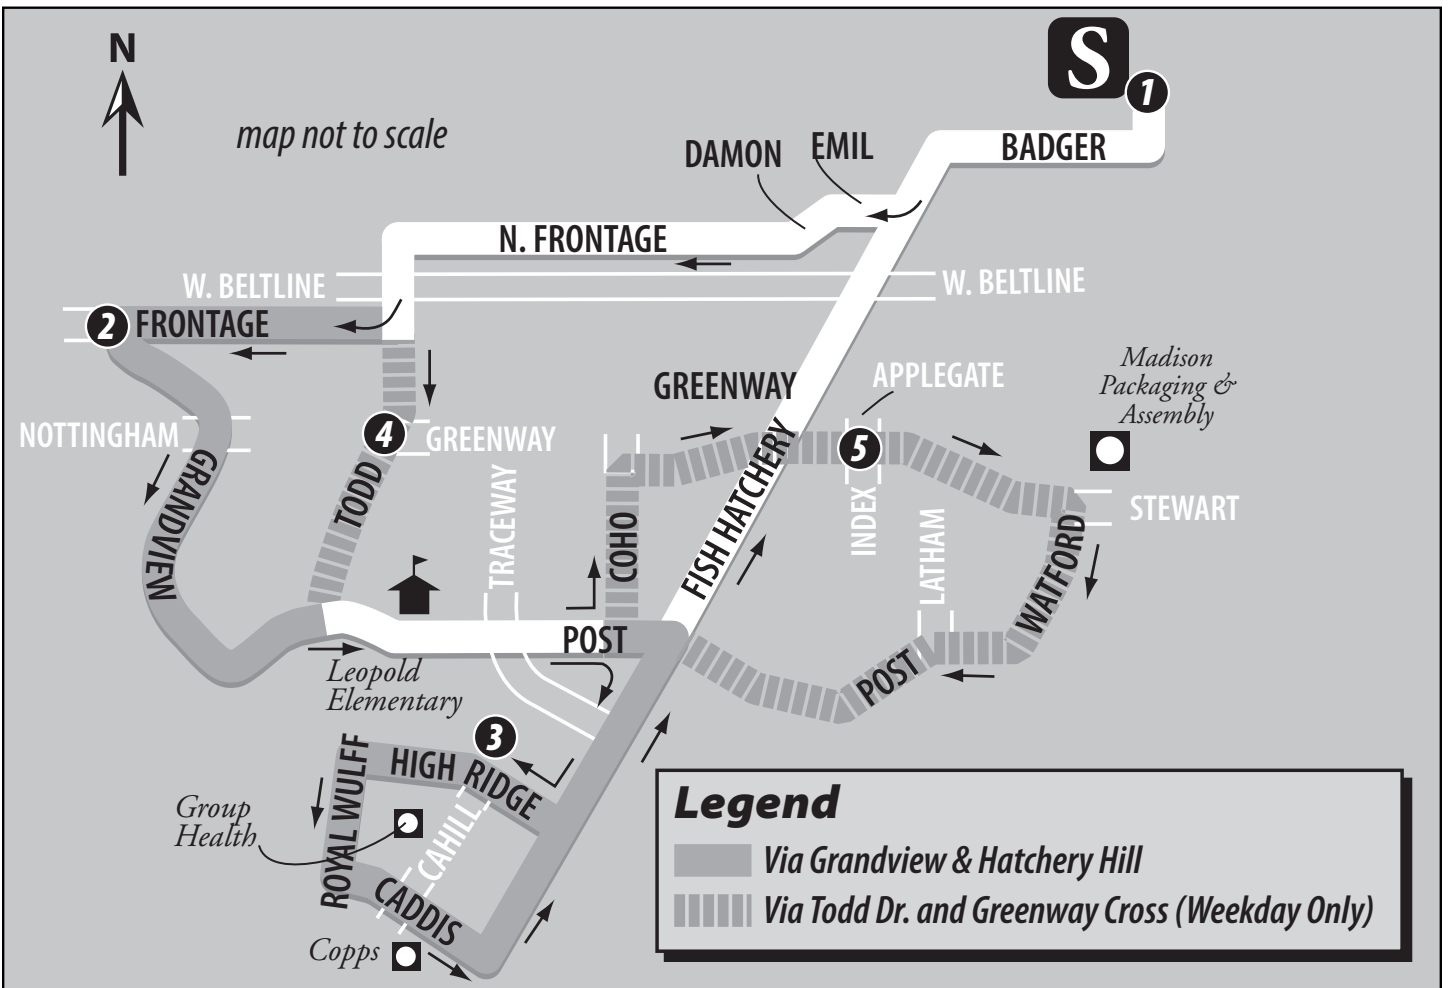 N
map not to scale
S
1
BADGER
DAMON
EMIL
N. FRONTAGE
W. BELTLINE
W. BELTLINE
2
FRONTAGE
GREENWAY
APPLEGATE
Madison
Packaging &
Assembly
NOTTINGHAM
4
GREENWAY
5
GRANDVIEW
TODD
TRACEWAY
COHO
FISH HATCHERY
INDEX
LATHAM
STEWART
WATFORD
POST
POST
Leopold
Elementary
3
HIGH RIDGE
ROYAL WULFF
Group
Health
CAHILL
CADDIS
Copps
Legend
Via Grandview & Hatchery Hill
Via Todd Dr. and Greenway Cross (Weekday Only)